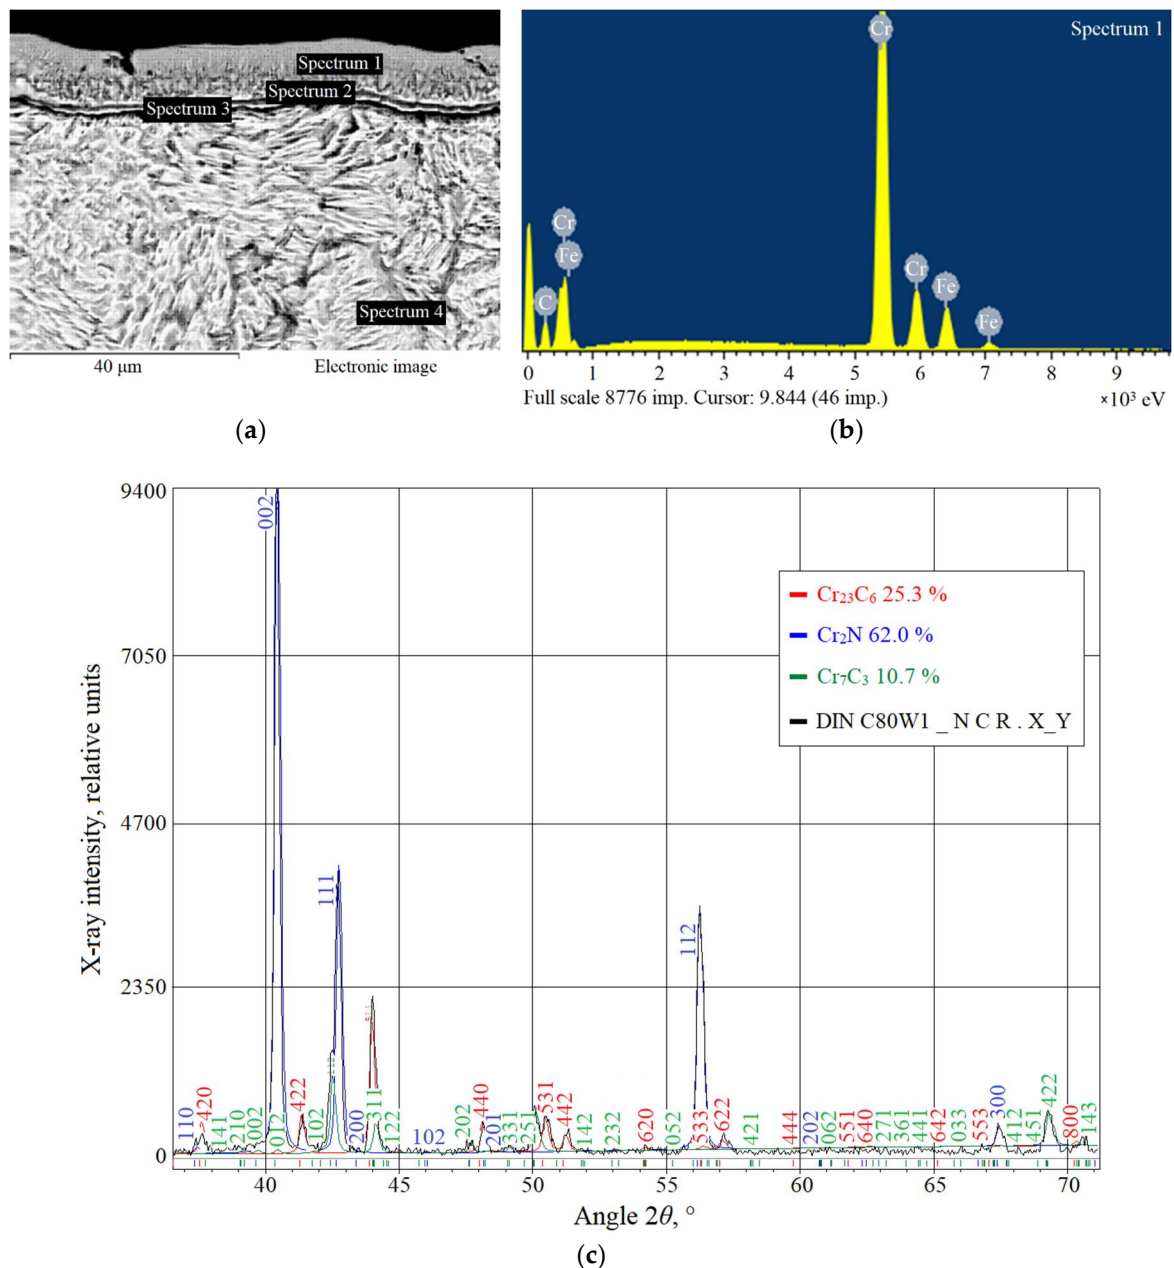 Spectrum 1
Spectrum 2
Spectrum 3
Spectrum 4
40 μm Electronic image
(a)
Spectrum 1
Cr
Cr
Fe
C
Cr
Fe
Fe
0 1 2 3 4 5 6 7 8 9
Full scale 8776 imp. Cursor: 9.844 (46 imp.) ×10³ eV
(b)
X-ray intensity, relative units
9400
7050
4700
2350
0
Cr₂₃C₆ 25.3 %
Cr₂N 62.0 %
Cr₇C₃ 10.7 %
DIN C80W1 _ N C R . X_Y
002
111
112
110 420 141 210 002 012 422 102 200 311 122 102 202 440 201 331 251 531 442 142 232 620 052 533 622 421 444 202 062 551 640 271 361 441 642 033 553 300 412 451 422 800 143
40 45 50 55 60 65 70
Angle 2θ, °
(c)